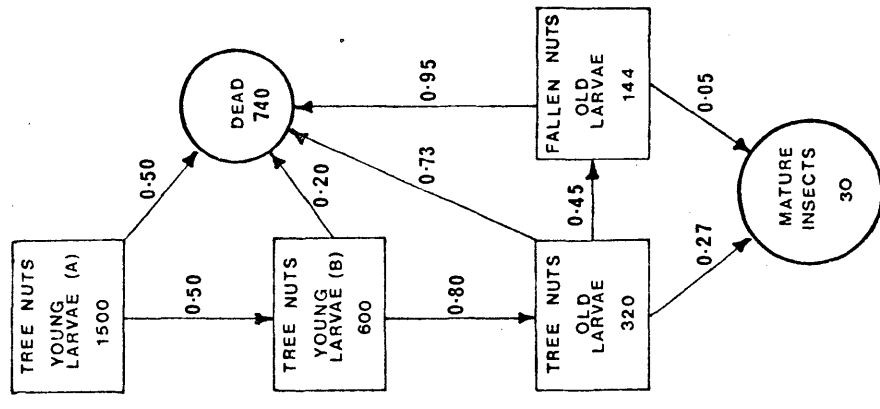 TREE NUTS
YOUNG
LARVAE (A)
1500
0·50
0·50
DEAD
740
TREE NUTS
YOUNG
LARVAE (B)
600
0·20
0·80
0·73
0·95
TREE NUTS
OLD
LARVAE
320
0·45
FALLEN NUTS
OLD
LARVAE
144
0·27
0·05
MATURE
INSECTS
30